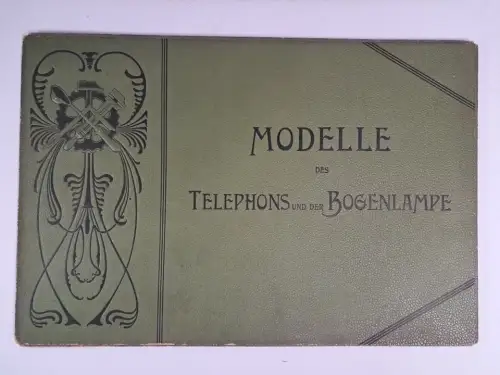 MODELLE
DES
TELEPHONS UND DER BOGENLAMPE